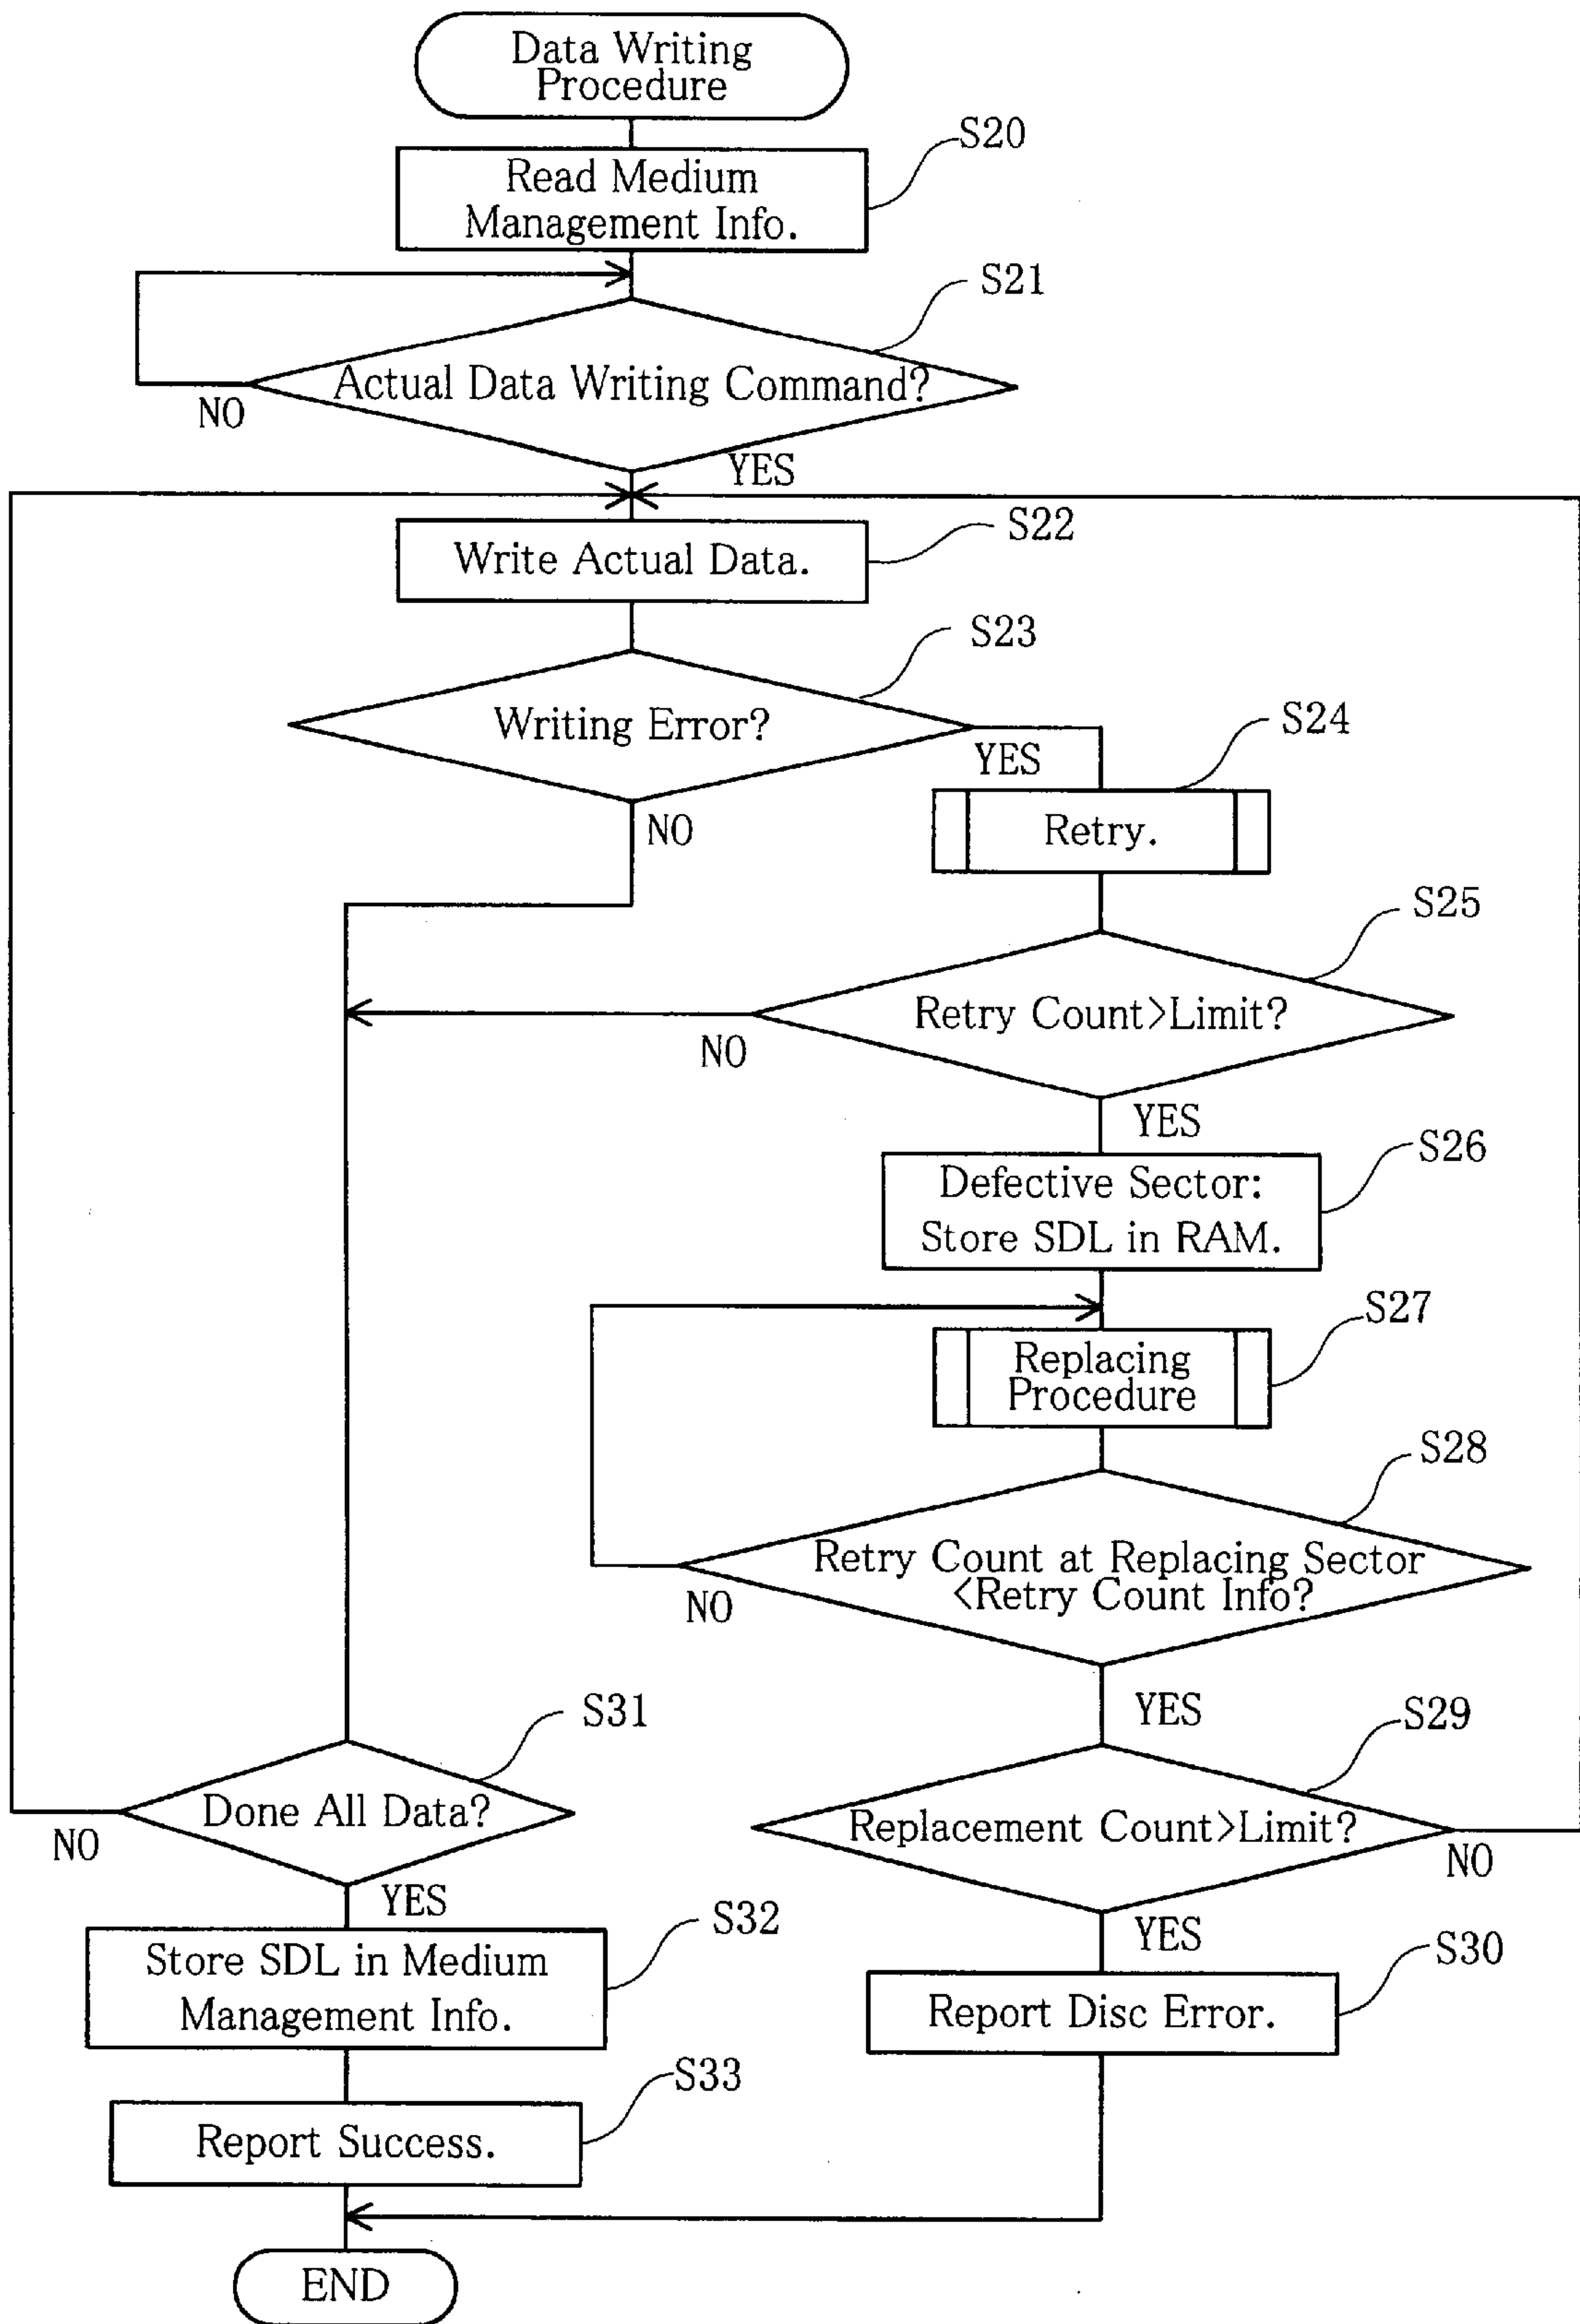 Data Writing
Procedure
S20
Read Medium
Management Info.
S21
Actual Data Writing Command?
NO
YES
S22
Write Actual Data.
S23
Writing Error?
YES
NO
S24
Retry.
S25
Retry Count>Limit?
NO
YES
S26
Defective Sector:
Store SDL in RAM.
S27
Replacing
Procedure
S28
Retry Count at Replacing Sector
<Retry Count Info?
NO
YES
S29
Replacement Count>Limit?
NO
YES
S30
Report Disc Error.
S31
Done All Data?
NO
YES
S32
Store SDL in Medium
Management Info.
S33
Report Success.
END